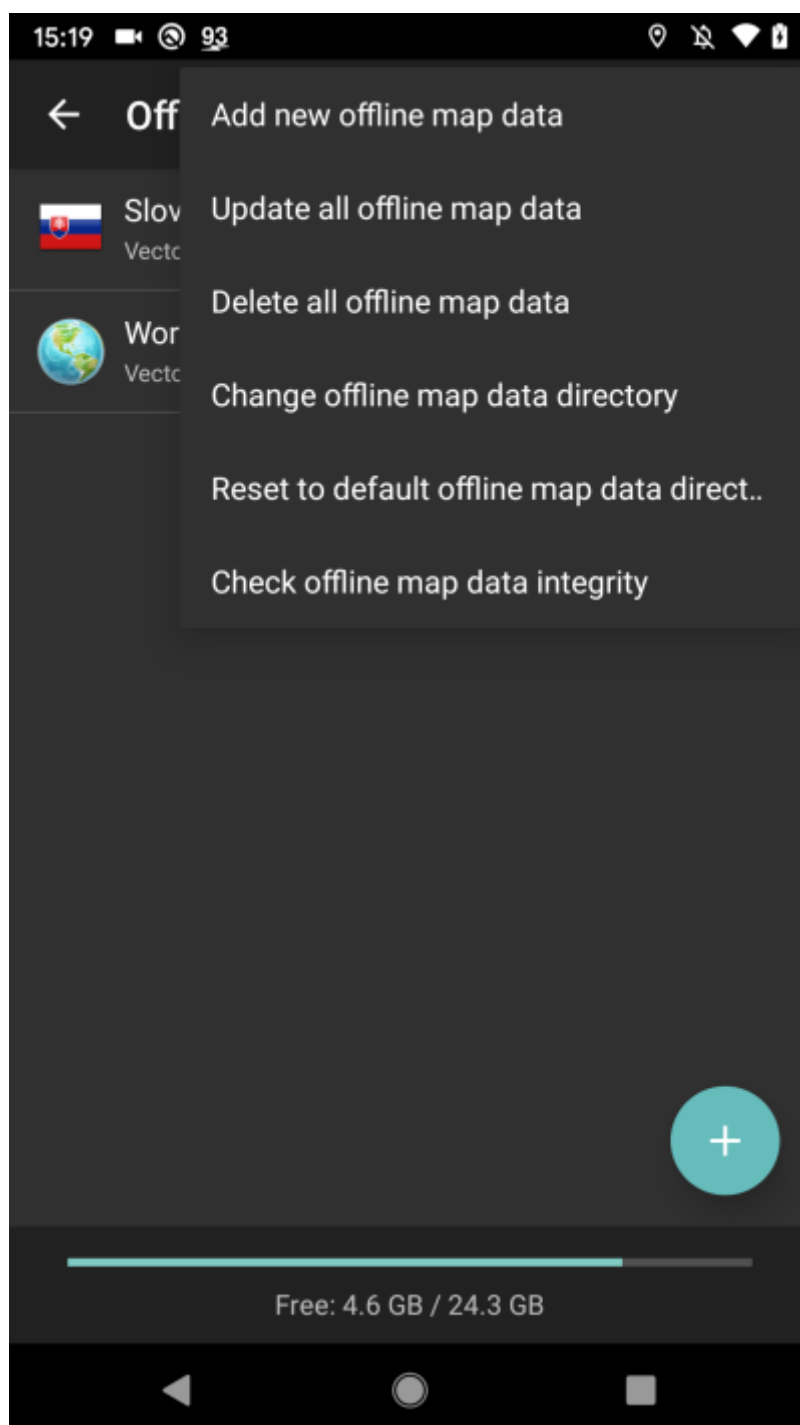 15:19 93
Off
Add new offline map data
Slov
Update all offline map data
Vecto
Delete all offline map data
Wor
Vecto
Change offline map data directory
Reset to default offline map data direct..
Check offline map data integrity
Free: 4.6 GB / 24.3 GB